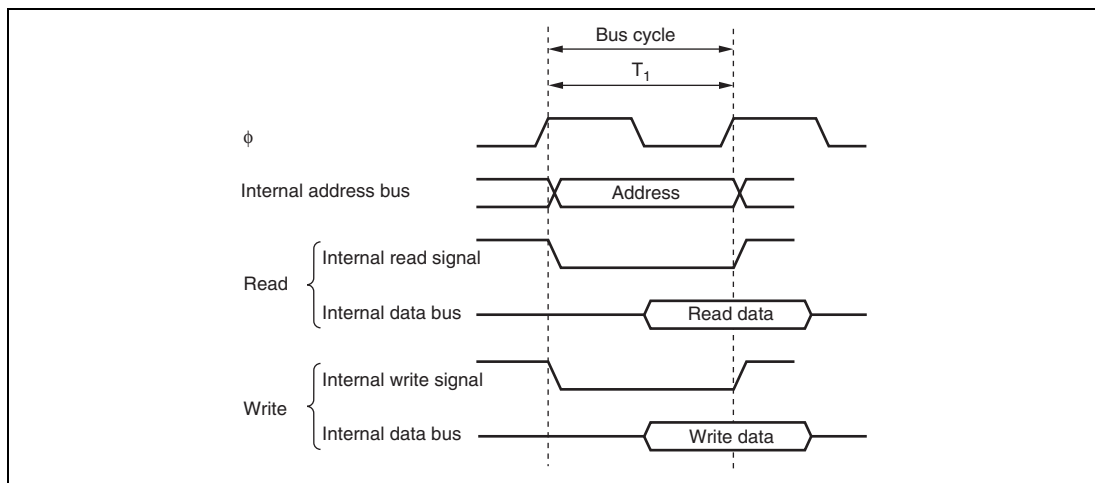 Bus cycle
T₁
ϕ
Internal address bus
Address
Read
Internal read signal
Internal data bus
Read data
Write
Internal write signal
Internal data bus
Write data